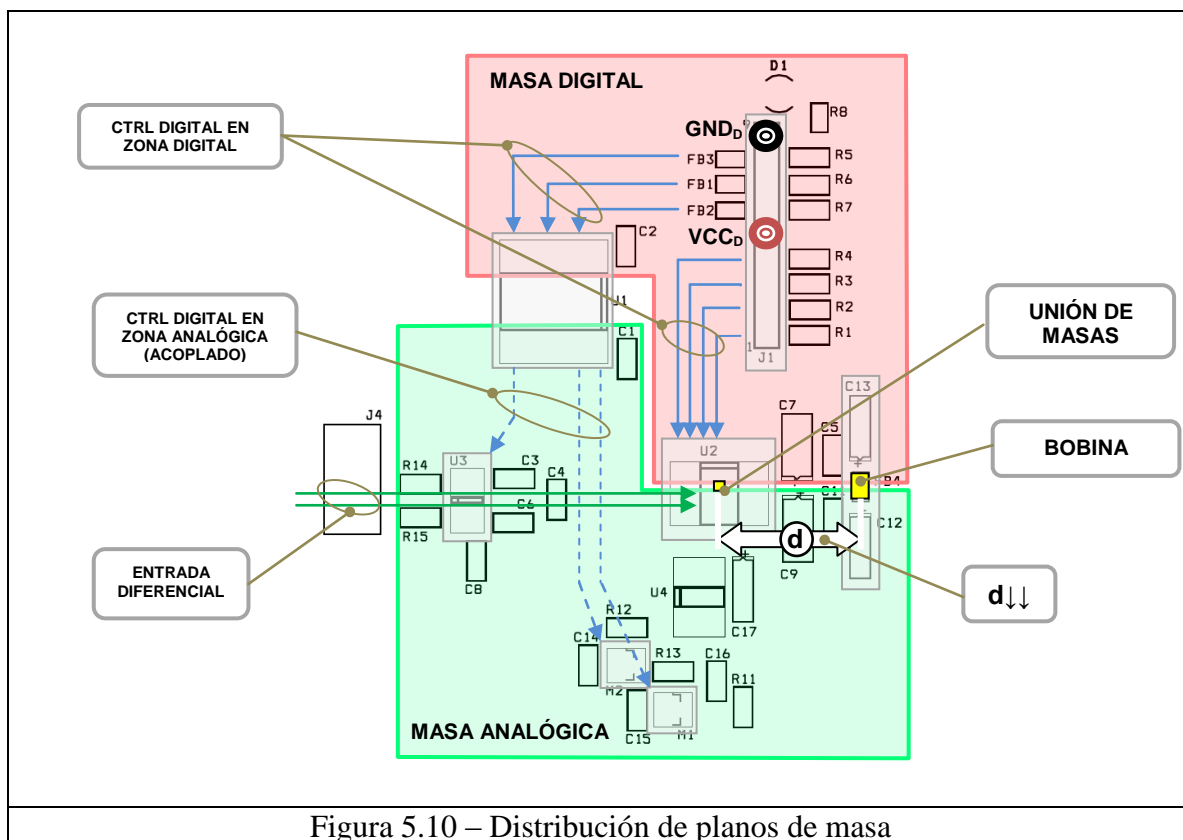 MASA DIGITAL
D1
R8
CTRL DIGITAL EN
ZONA DIGITAL
GND_D
FB3
R5
FB1
R6
FB2
R7
VCC_D
C2
R4
R3
R2
R1
J1
1
J1
C1
CTRL DIGITAL EN
ZONA ANALÓGICA
(ACOPLADO)
UNIÓN DE
MASAS
C13
C7
C5
J4
U2
BOBINA
U3
C3
C4
R14
C6
R15
C12
d
C9
ENTRADA
DIFERENCIAL
C8
U4
d↓↓
C17
R12
C14
R13
C16
M2
R11
C15
M1
MASA ANALÓGICA
Figura 5.10 – Distribución de planos de masa